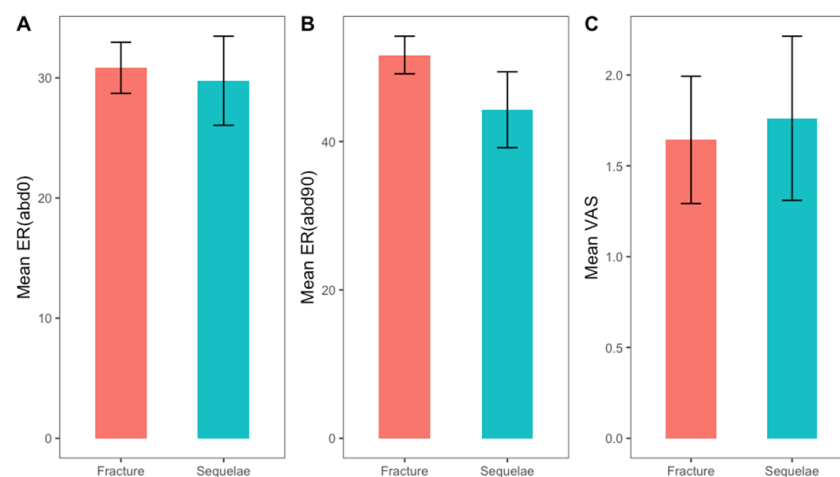 A
Mean ER(abd0)
30
20
10
0
Fracture Sequelae
B
Mean ER(abd90)
40
20
0
Fracture Sequelae
C
Mean VAS
2.0
1.5
1.0
0.5
0.0
Fracture Sequelae